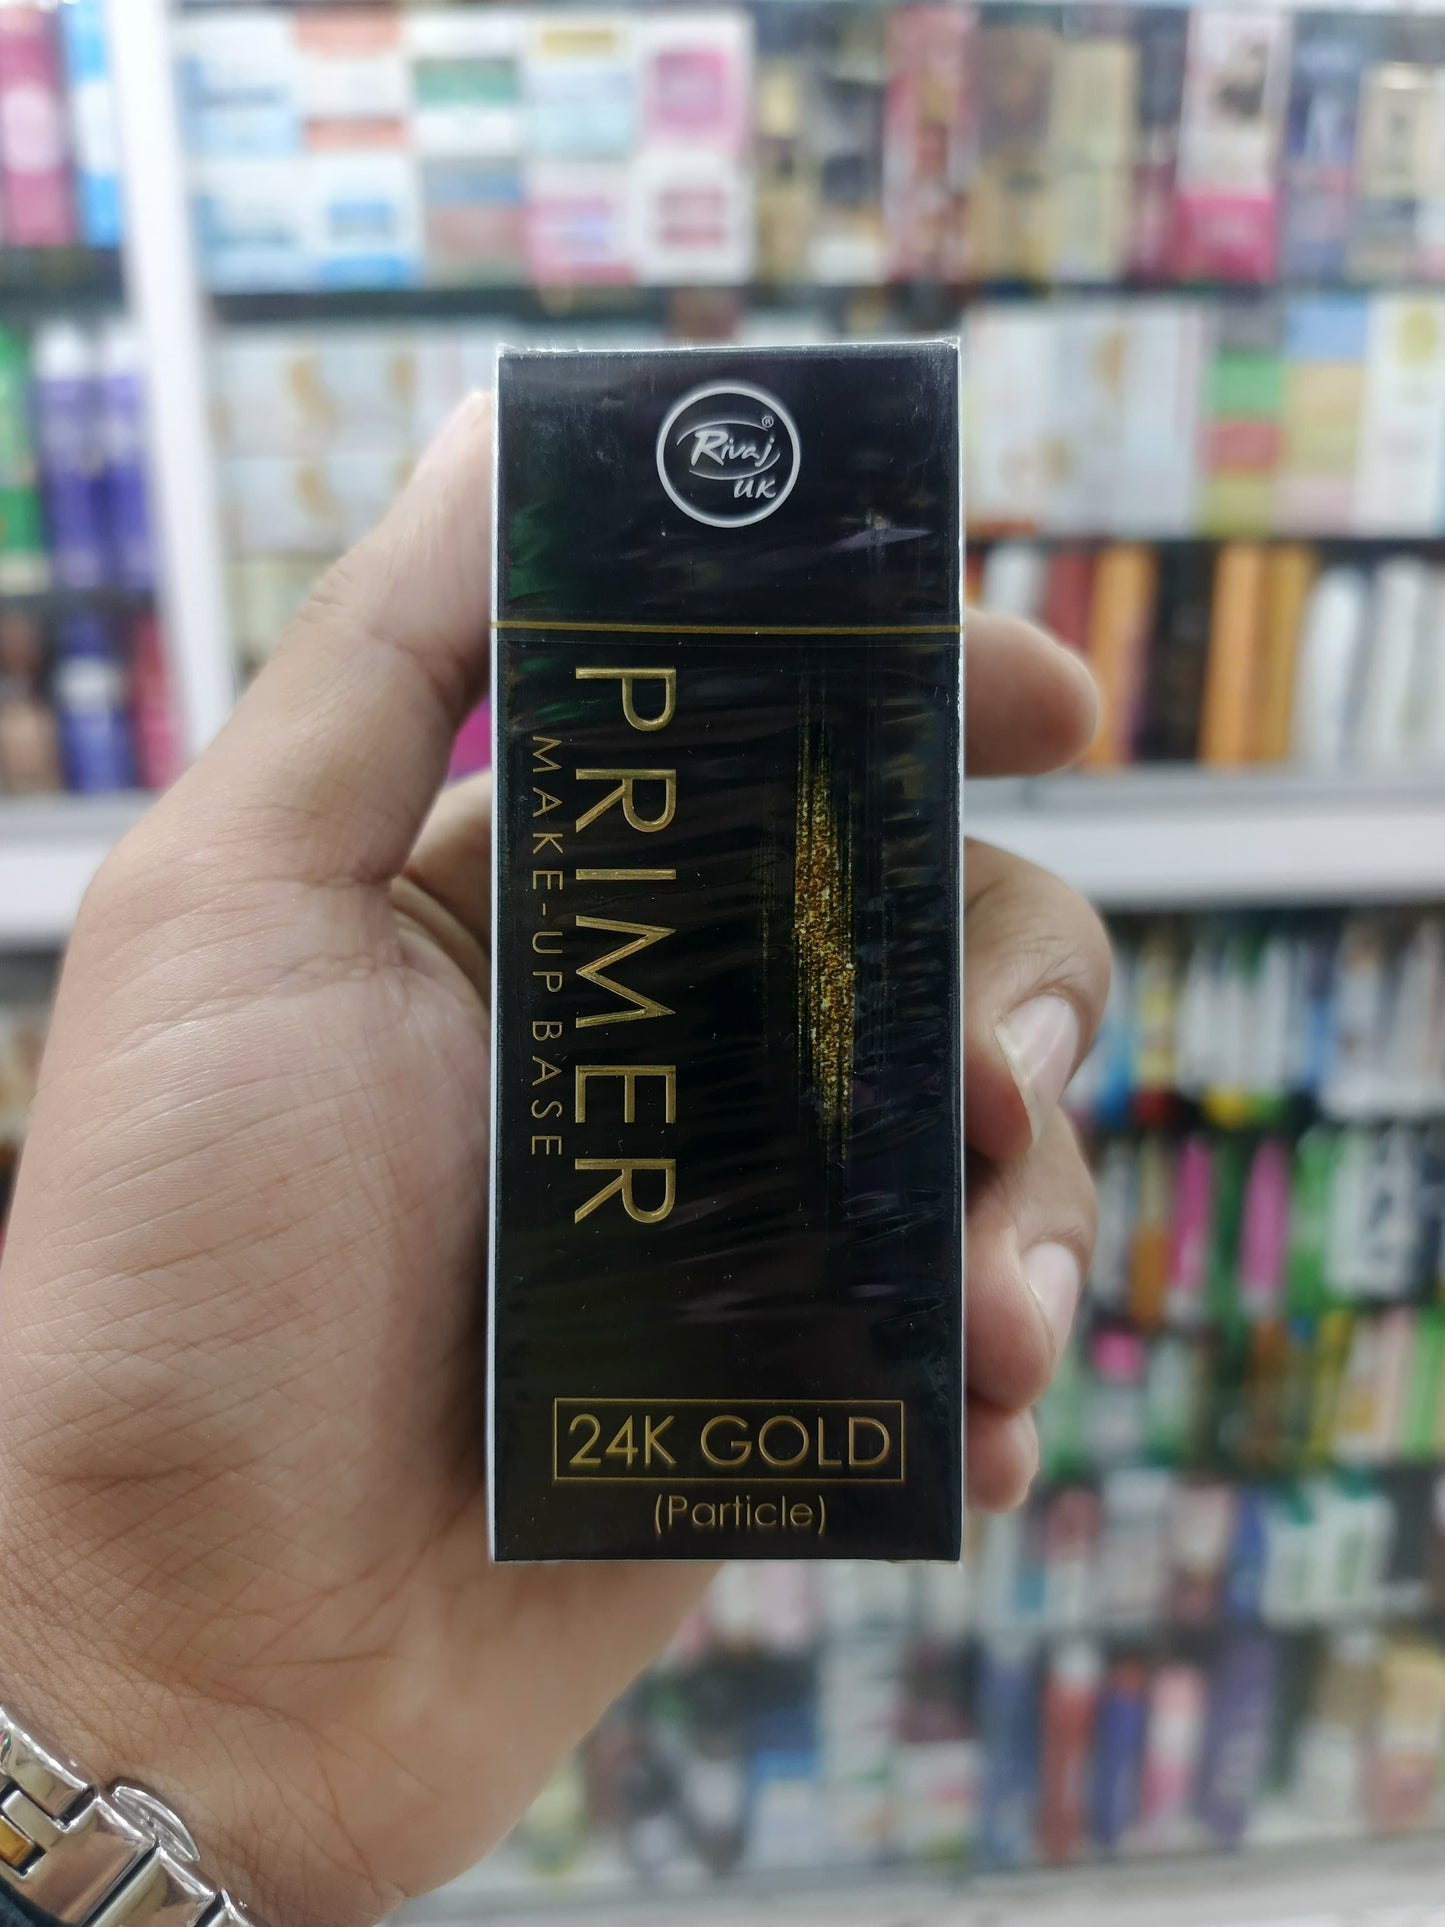 Rivaj®
UK
PRIMER
MAKE-UP BASE
24K GOLD
(Particle)